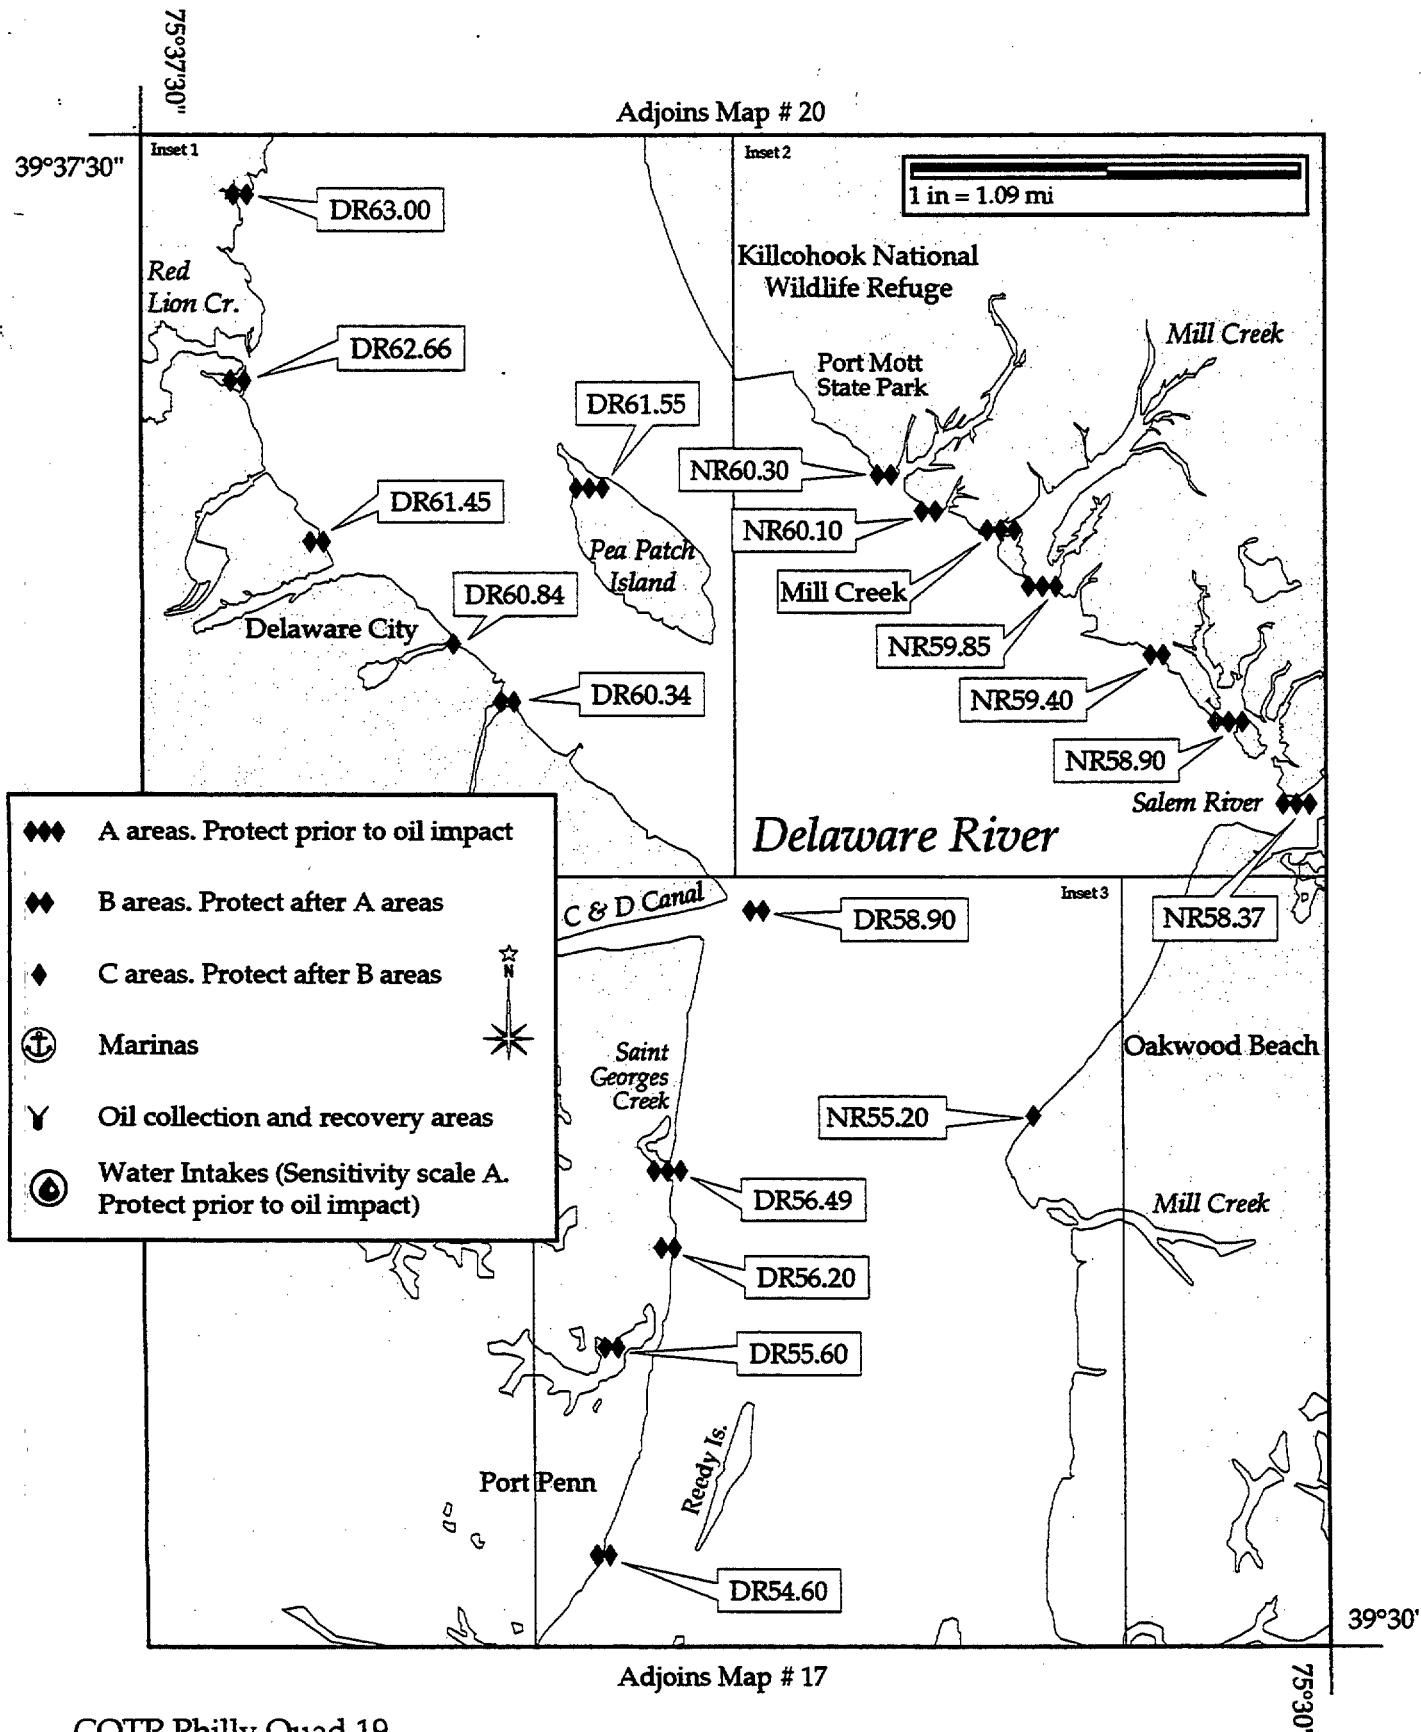 75°37'30"
Adjoins Map # 20
39°37'30"
Inset 1
Inset 2
1 in = 1.09 mi
DR63.00
Killcohook National
Wildlife Refuge
Red
Lion Cr.
Mill Creek
DR62.66
Port Mott
State Park
DR61.55
NR60.30
DR61.45
NR60.10
Pea Patch
Island
Mill Creek
DR60.84
Delaware City
NR59.85
DR60.34
NR59.40
NR58.90
Salem River
Delaware River
A areas. Protect prior to oil impact
B areas. Protect after A areas
C areas. Protect after B areas
N
Marinas
Oil collection and recovery areas
Water Intakes (Sensitivity scale A.
Protect prior to oil impact)
C & D Canal
Inset 3
DR58.90
NR58.37
Saint
Georges
Creek
Oakwood Beach
NR55.20
DR56.49
Mill Creek
DR56.20
DR55.60
Reedy Is.
Port Penn
DR54.60
39°30'
Adjoins Map # 17
75°30'
COTP Philly Quad 19